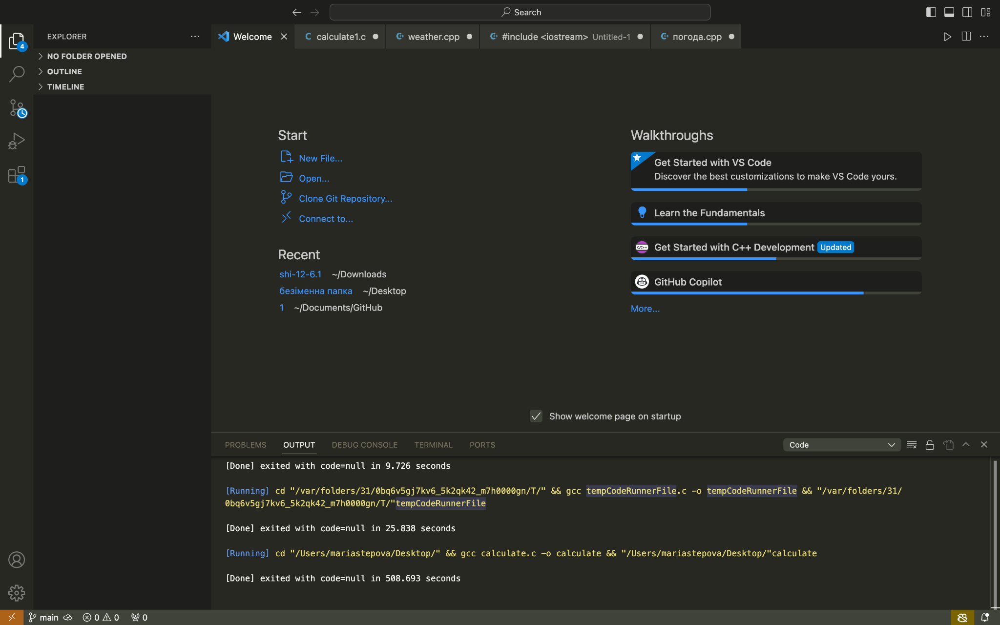 Search
EXPLORER
Welcome
calculate1.c
weather.cpp
#include <iostream> Untitled-1
погода.cpp
4
NO FOLDER OPENED
OUTLINE
TIMELINE
1
Start
New File...
Open...
Clone Git Repository...
Connect to...
Recent
shi-12-6.1 ~/Downloads
безіменна папка ~/Desktop
1 ~/Documents/GitHub
Walkthroughs
Get Started with VS Code
Discover the best customizations to make VS Code yours.
Learn the Fundamentals
C/C++ Get Started with C++ Development Updated
GitHub Copilot
More...
Show welcome page on startup
PROBLEMS OUTPUT DEBUG CONSOLE TERMINAL PORTS
Code
[Done] exited with code=null in 9.726 seconds
[Running] cd "/var/folders/31/0bq6v5gj7kv6_5k2qk42_m7h0000gn/T/" && gcc tempCodeRunnerFile.c -o tempCodeRunnerFile && "/var/folders/31/
0bq6v5gj7kv6_5k2qk42_m7h0000gn/T/"tempCodeRunnerFile
[Done] exited with code=null in 25.838 seconds
[Running] cd "/Users/mariastepova/Desktop/" && gcc calculate.c -o calculate && "/Users/mariastepova/Desktop/"calculate
[Done] exited with code=null in 508.693 seconds
main 0 0 0